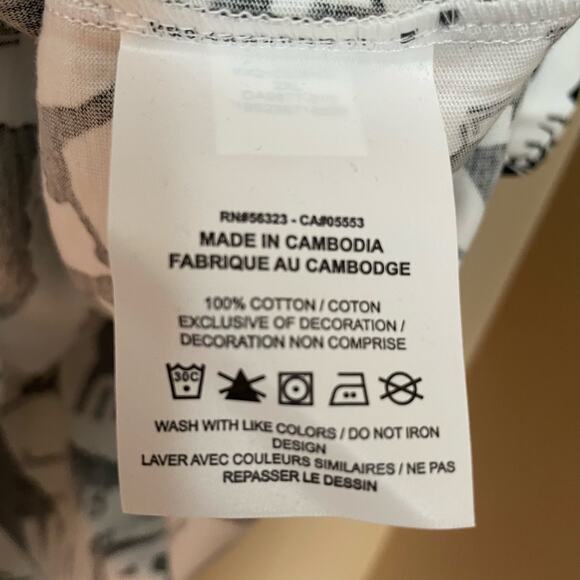 RN#56323 - CA#05553
MADE IN CAMBODIA
FABRIQUE AU CAMBODGE
100% COTTON / COTON
EXCLUSIVE OF DECORATION /
DECORATION NON COMPRISE
30C
WASH WITH LIKE COLORS / DO NOT IRON
DESIGN
LAVER AVEC COULEURS SIMILAIRES / NE PAS
REPASSER LE DESSIN